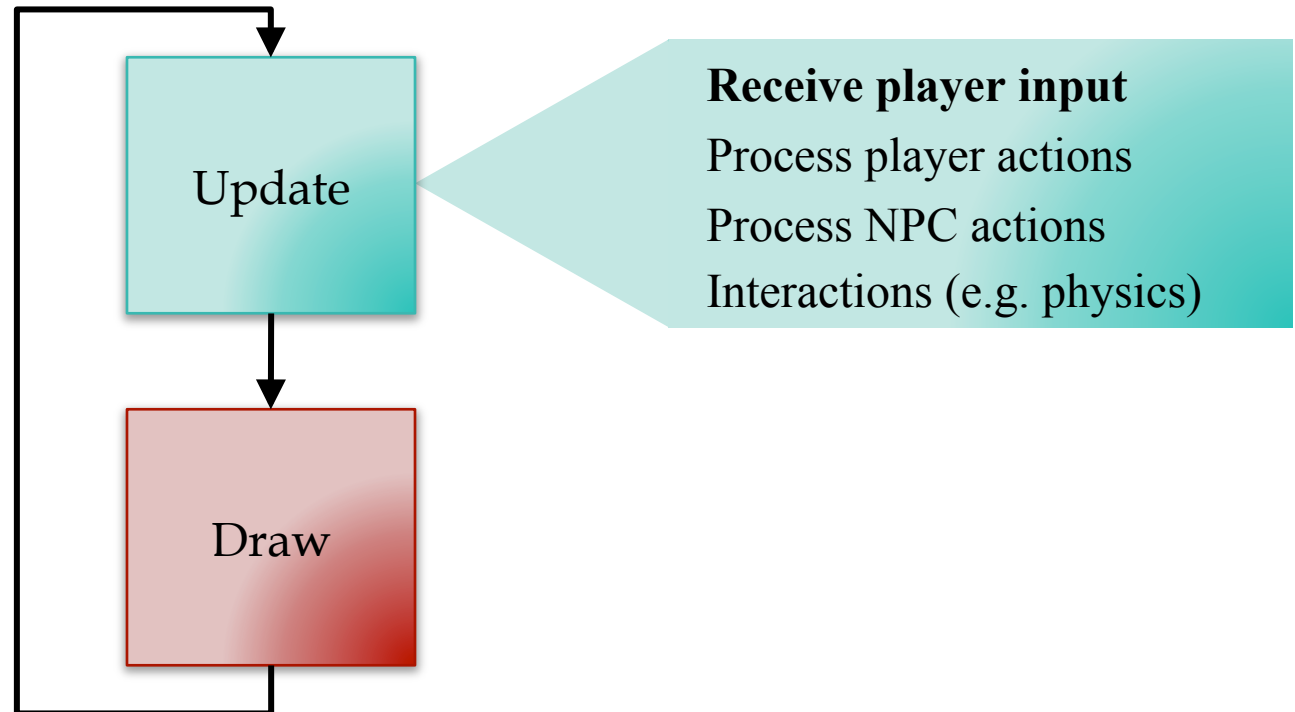 Update
Receive player input
Process player actions
Process NPC actions
Interactions (e.g. physics)
Draw